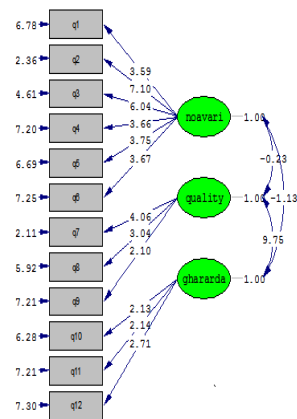 6.78 q1
2.36 q2 3.59
7.10
4.61 q3 6.04 noavari 1.00
7.20 q4 3.66
3.75
6.69 q5 3.67 -0.23
7.25 q6
4.06 quality 1.00 -1.13
2.11 q7 3.04
5.92 q8 2.10 9.75
7.21 q9 ghararda 1.00
6.28 q10 2.13
2.14
7.21 q11 2.71
7.30 q12